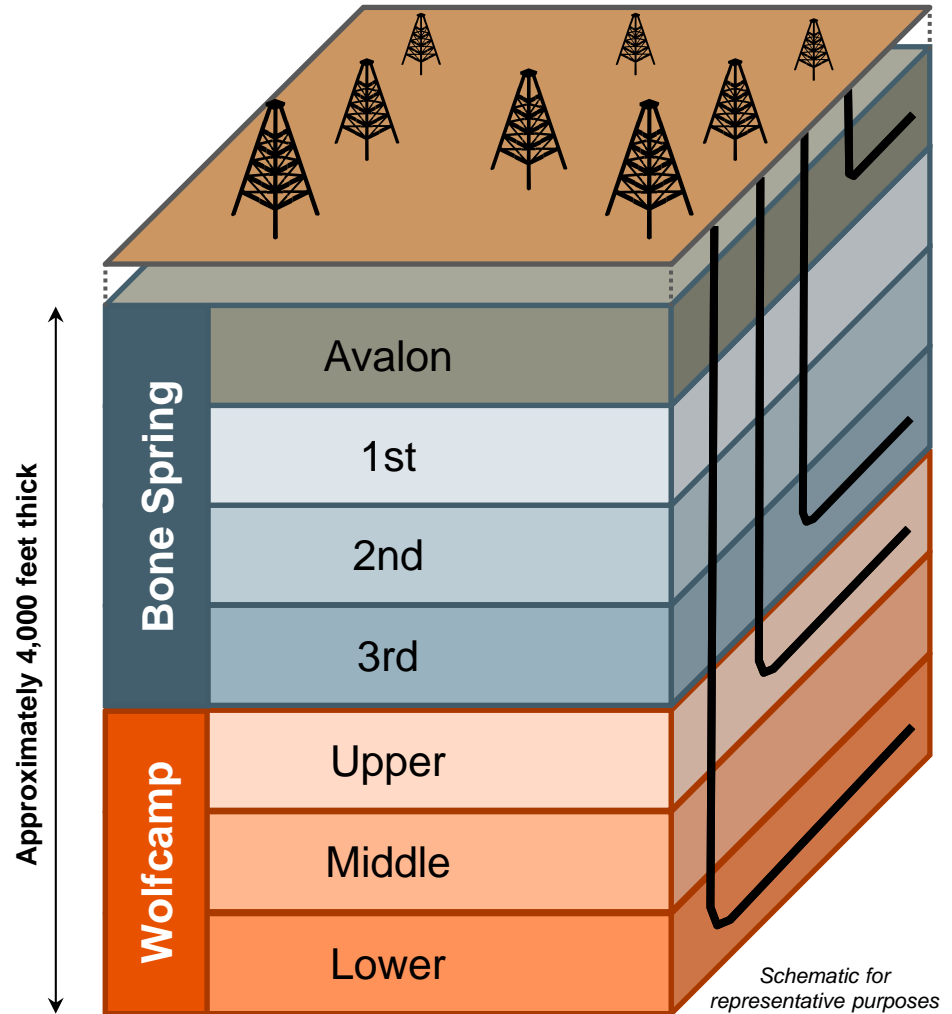 Approximately 4,000 feet thick
Bone Spring
Avalon
1st
2nd
3rd
Wolfcamp
Upper
Middle
Lower
Schematic for
representative purposes